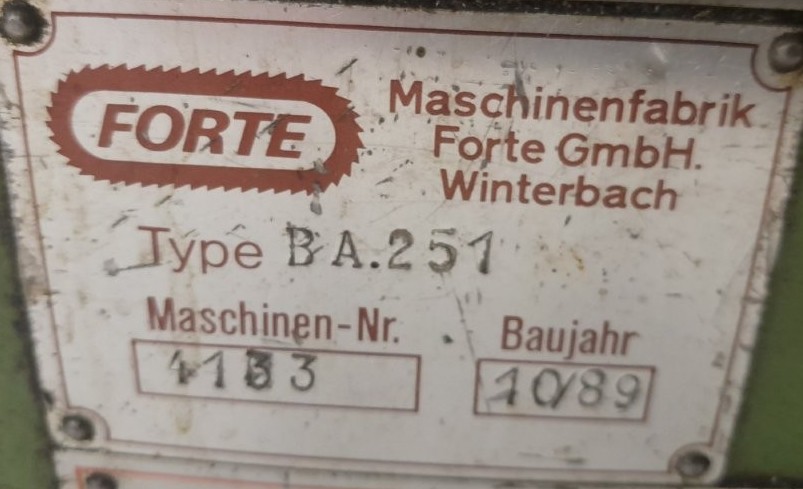 FORTE
Maschinenfabrik
Forte GmbH.
Winterbach
Type BA.251
Maschinen-Nr.
Baujahr
10/89